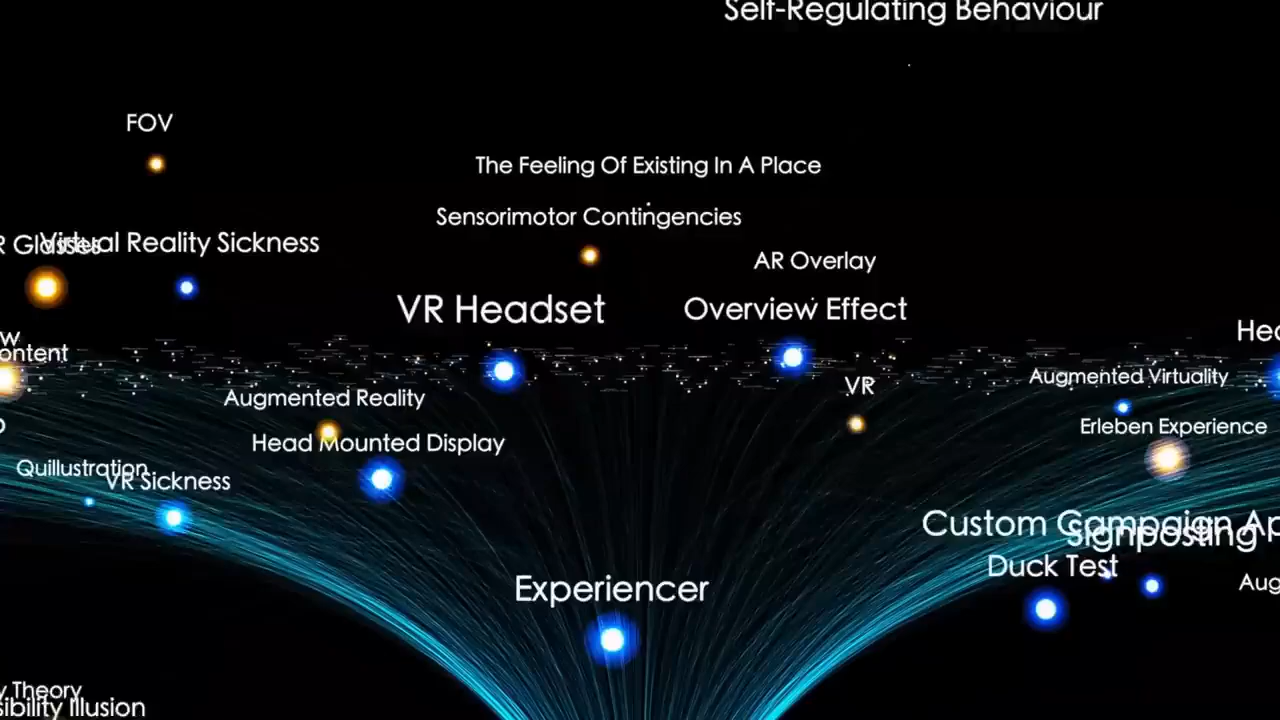 Self-Regulating Behaviour
FOV
The Feeling Of Existing In A Place
Sensorimotor Contingencies
Virtual Reality Sickness
AR Overlay
VR Headset
Overview Effect
Augmented Virtuality
VR
Augmented Reality
Erleben Experience
Head Mounted Display
Quillustration
VR Sickness
Custom Campaign
Signposting
Duck Test
Experiencer
Theory
Illusion